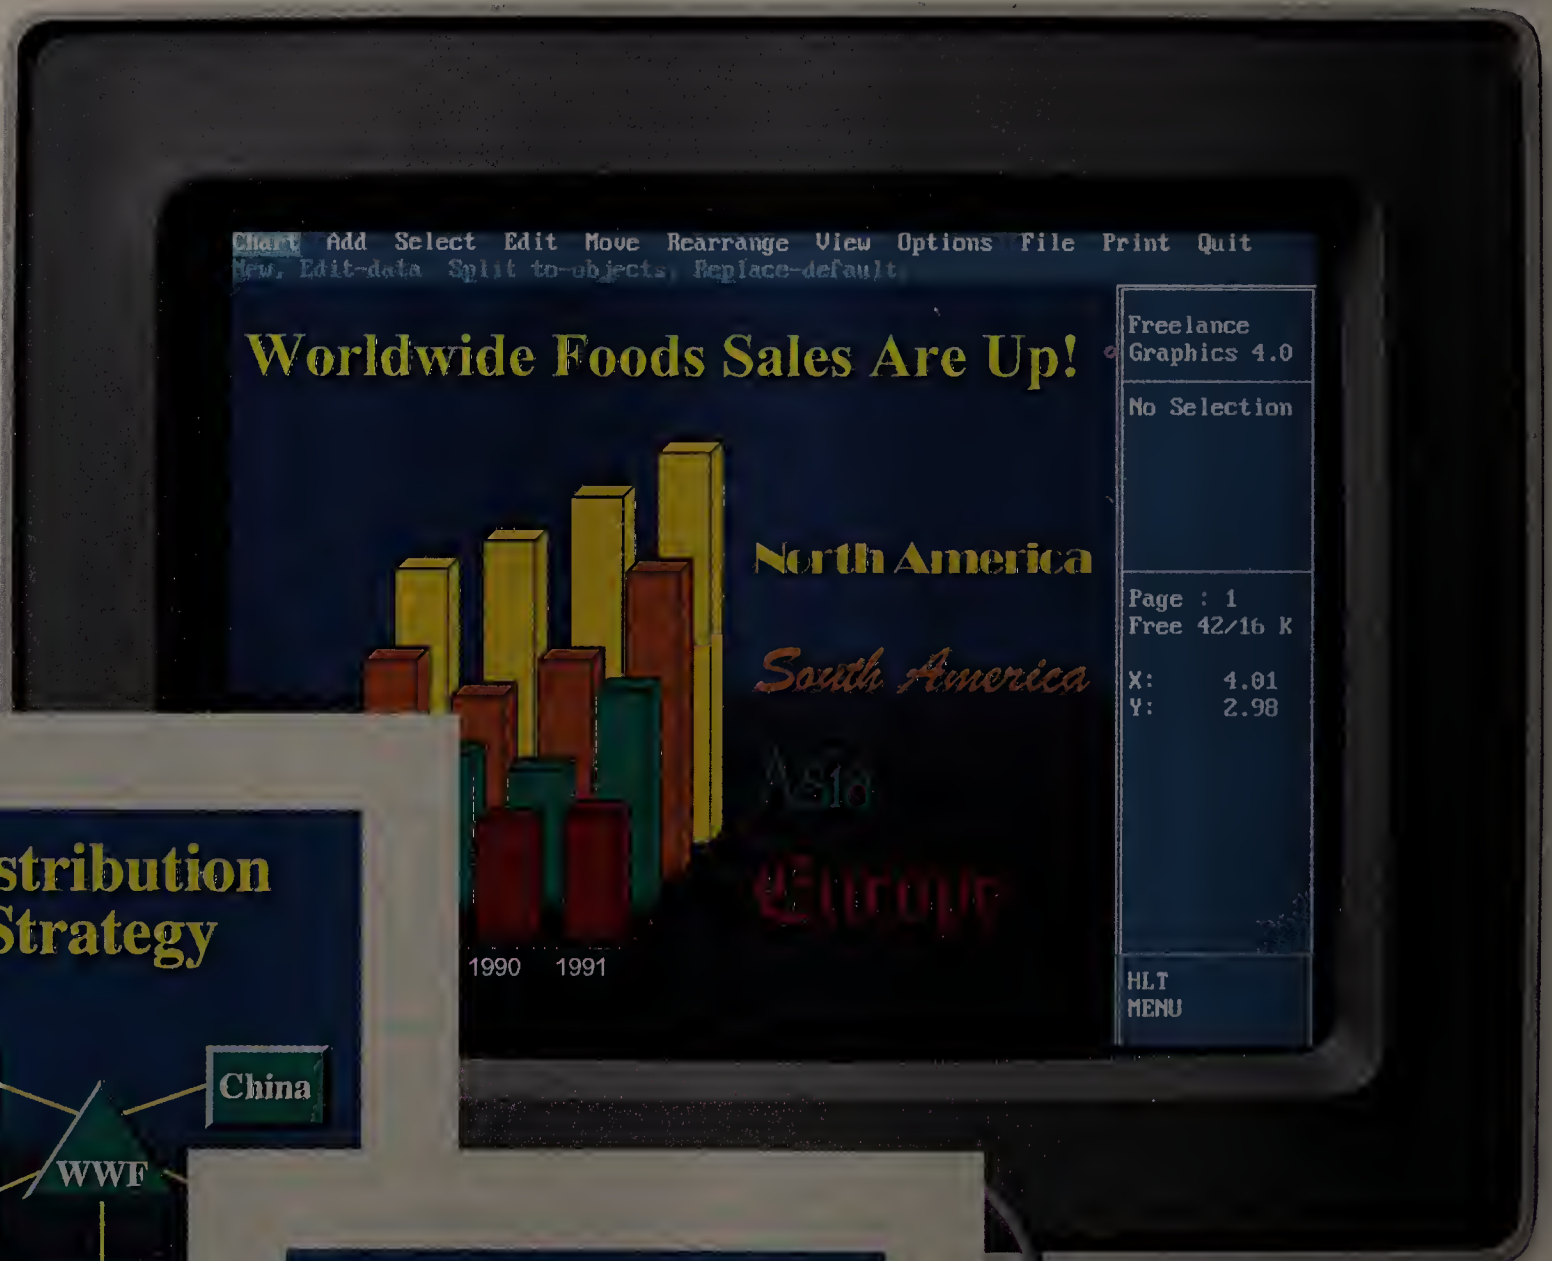 Chart Add Select Edit Move Rearrange View Options File Print Quit
New, Edit-data Split to-objects, Replace-default,
Worldwide Foods Sales Are Up!
Freelance
Graphics 4.0
No Selection
North America
South America
Asia
Europe
Page : 1
Free 42/16 K
X: 4.01
Y: 2.98
1990 1991
HLT
MENU
stribution
Strategy
China
WWF